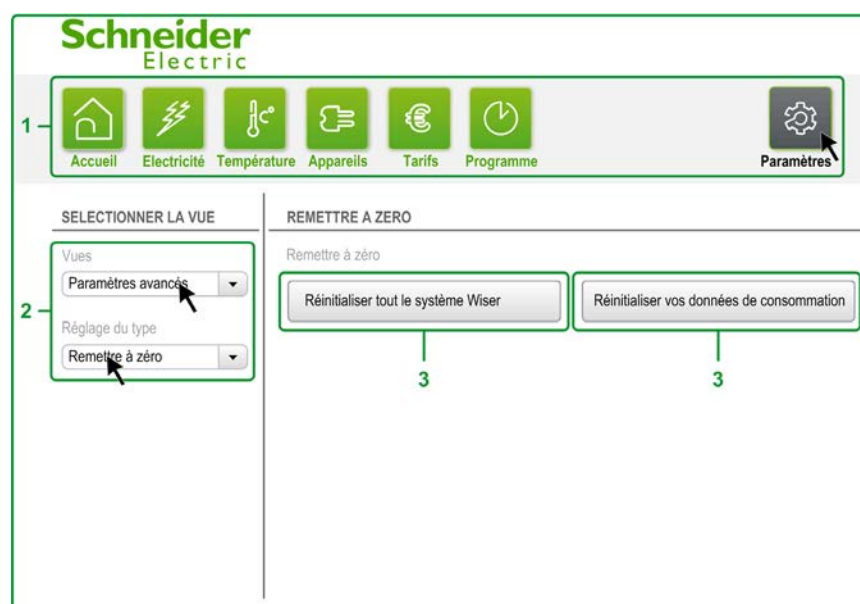 Schneider
Electric
1
Accueil Electricité Température Appareils Tarifs Programme Paramètres
SELECTIONNER LA VUE
REMETTRE A ZERO
Vues
Remettre à zéro
Paramètres avancés
Réinitialiser tout le système Wiser
Réinitialiser vos données de consommation
2
Réglage du type
Remettre à zéro
3
3